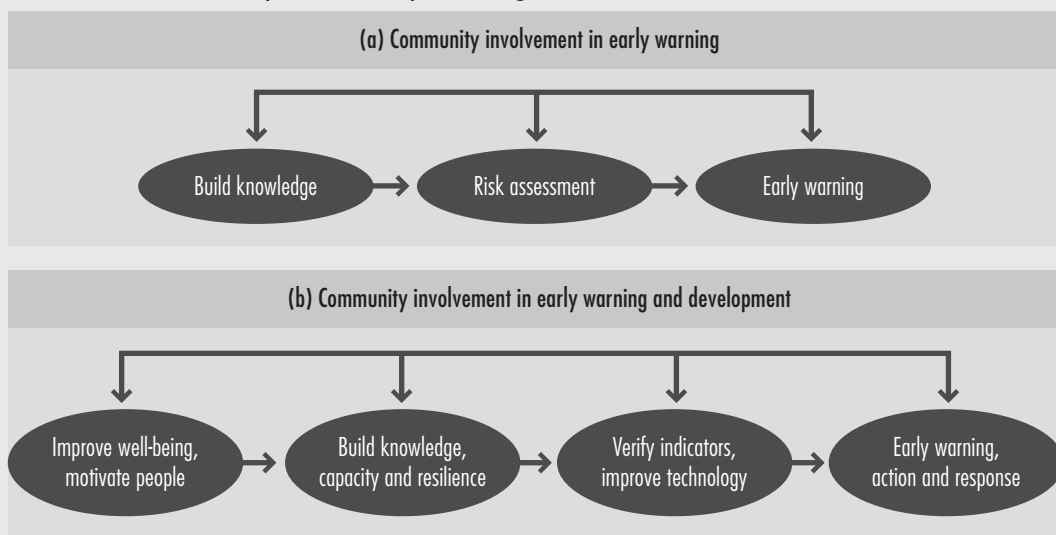 (a) Community involvement in early warning
Build knowledge
Risk assessment
Early warning
(b) Community involvement in early warning and development
Improve well-being,
motivate people
Build knowledge,
capacity and resilience
Verify indicators,
improve technology
Early warning,
action and response